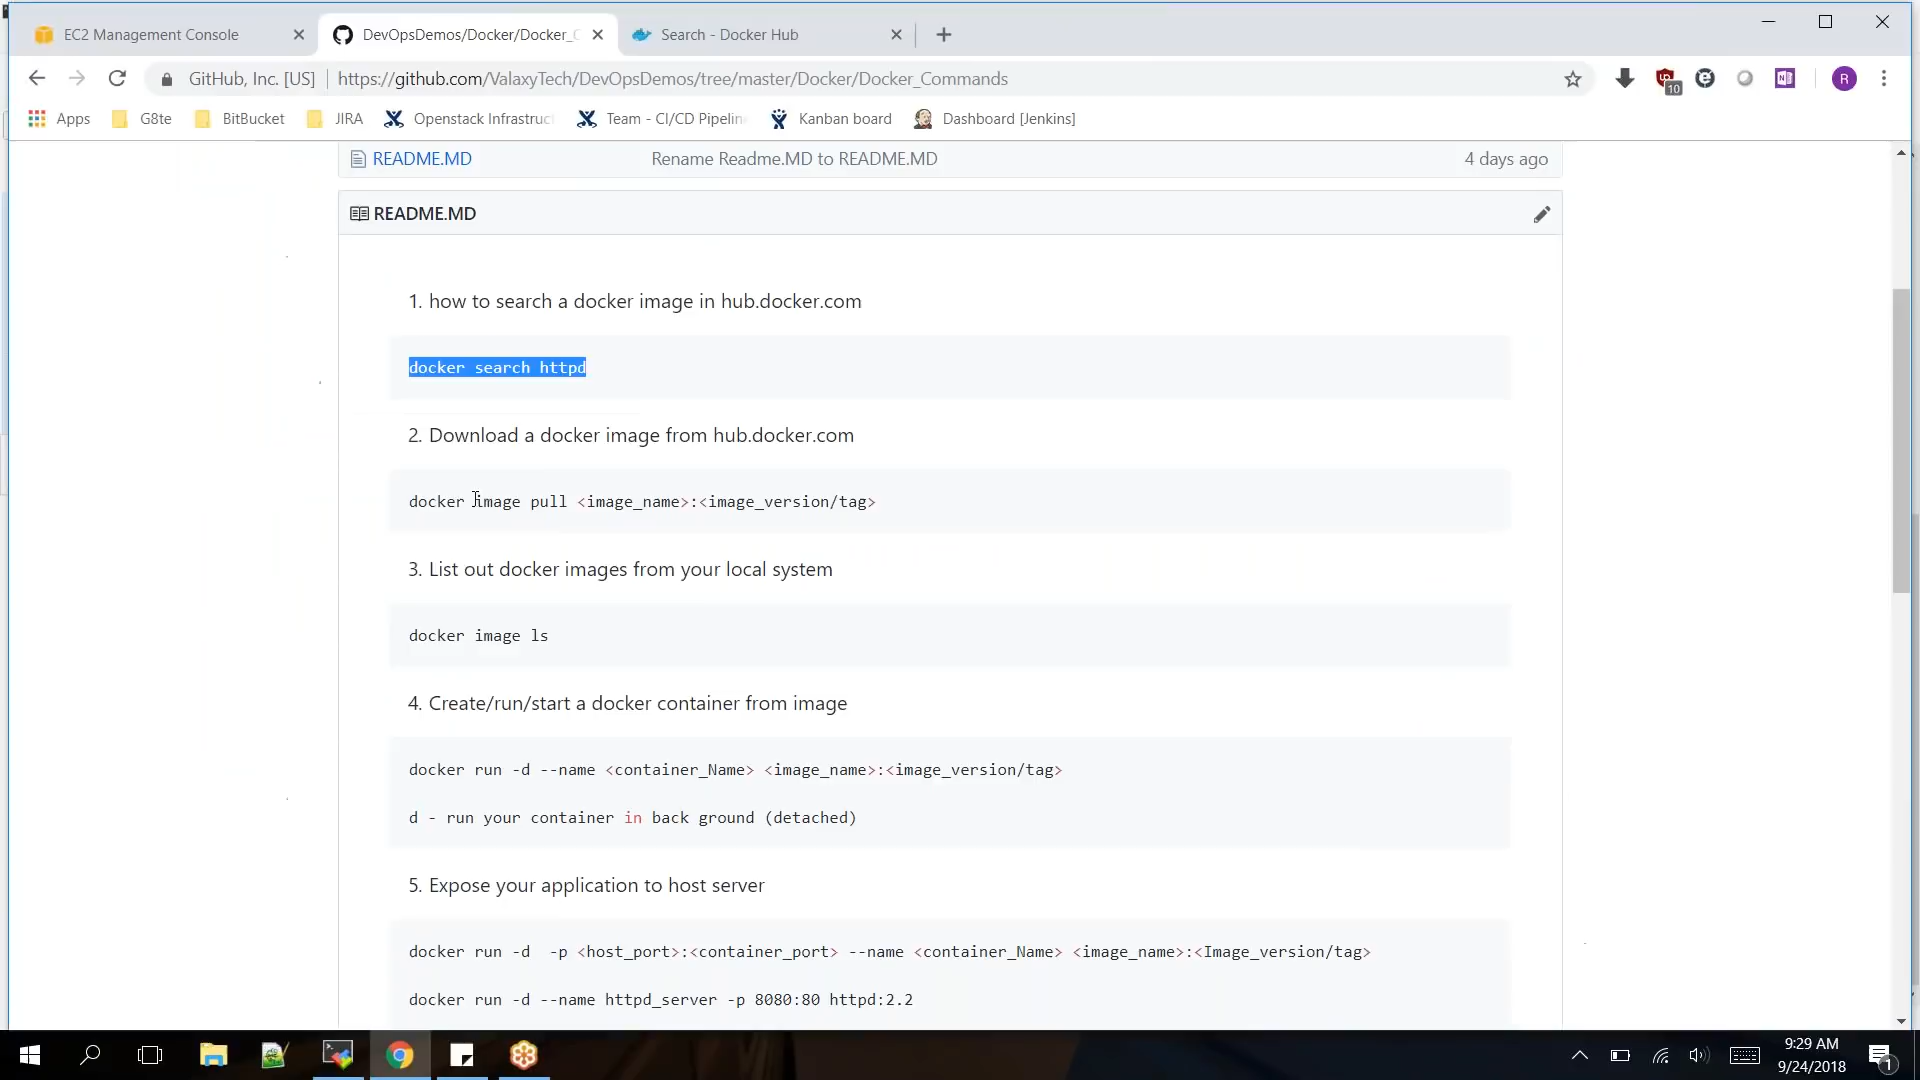 EC2 Management Console
DevOpsDemos/Docker/Docker_C
Search - Docker Hub
GitHub, Inc. [US]
https://github.com/ValaxyTech/DevOpsDemos/tree/master/Docker/Docker_Commands
10
R
Apps
G8te
BitBucket
JIRA
Openstack Infrastruct
Team - CI/CD Pipelin
Kanban board
Dashboard [Jenkins]
README.MD
Rename Readme.MD to README.MD
4 days ago
README.MD
1. how to search a docker image in hub.docker.com
docker search httpd
2. Download a docker image from hub.docker.com
docker image pull <image_name>:<image_version/tag>
3. List out docker images from your local system
docker image ls
4. Create/run/start a docker container from image
docker run -d --name <container_Name> <image_name>:<image_version/tag>
d - run your container in back ground (detached)
5. Expose your application to host server
docker run -d  -p <host_port>:<container_port> --name <container_Name> <image_name>:<Image_version/tag>
docker run -d --name httpd_server -p 8080:80 httpd:2.2
9:29 AM
9/24/2018
1